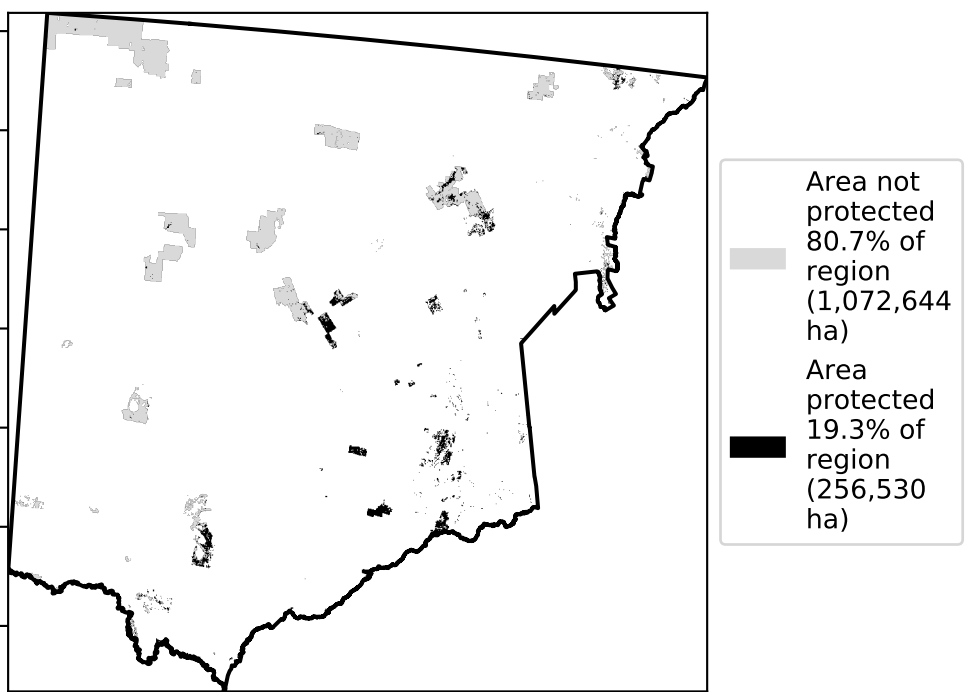 Area not
protected
80.7% of
region
(1,072,644
ha)
Area
protected
19.3% of
region
(256,530
ha)